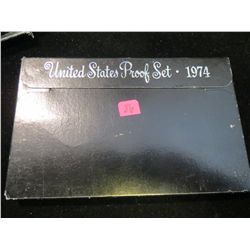 United States Proof Set · 1974